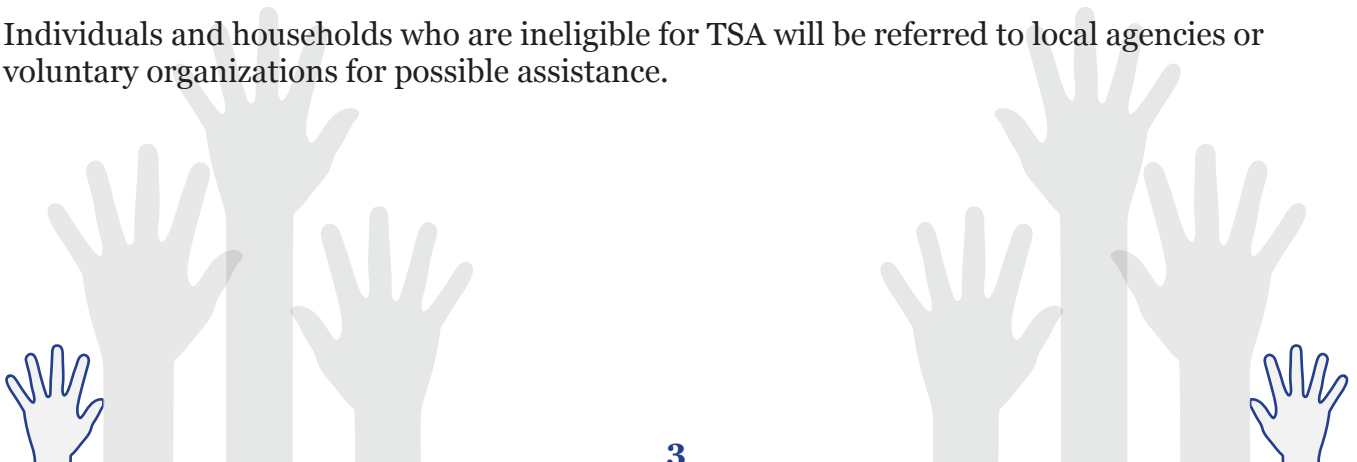 Individuals and households who are ineligible for TSA will be referred to local agencies or
voluntary organizations for possible assistance.
3